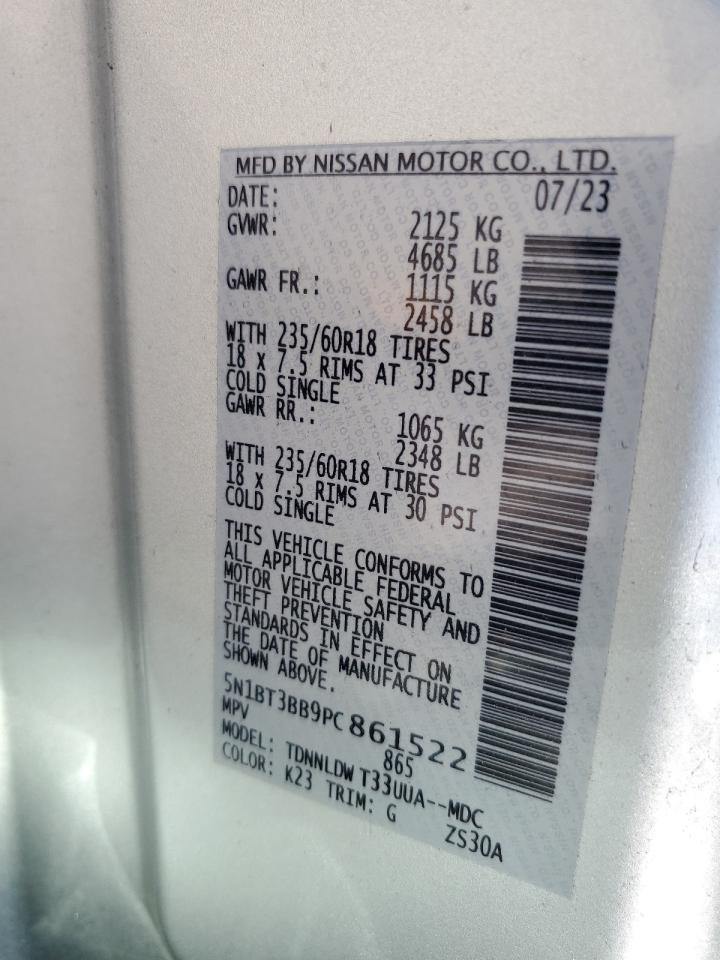 MFD BY NISSAN MOTOR CO., LTD.
DATE: 07/23
GVWR: 2125 KG
4685 LB
GAWR FR.: 1115 KG
2458 LB
WITH 235/60R18 TIRES
18 x 7.5 RIMS AT 33 PSI
COLD SINGLE
GAWR RR.: 1065 KG
2348 LB
WITH 235/60R18 TIRES
18 x 7.5 RIMS AT 30 PSI
COLD SINGLE
THIS VEHICLE CONFORMS TO
ALL APPLICABLE FEDERAL
MOTOR VEHICLE SAFETY AND
THEFT PREVENTION
STANDARDS IN EFFECT ON
THE DATE OF MANUFACTURE
SHOWN ABOVE.
5N1BT3BB9PC861522
MPV 865
MODEL: TDNNLDW T33UUA--MDC
COLOR: K23 TRIM: G ZS30A